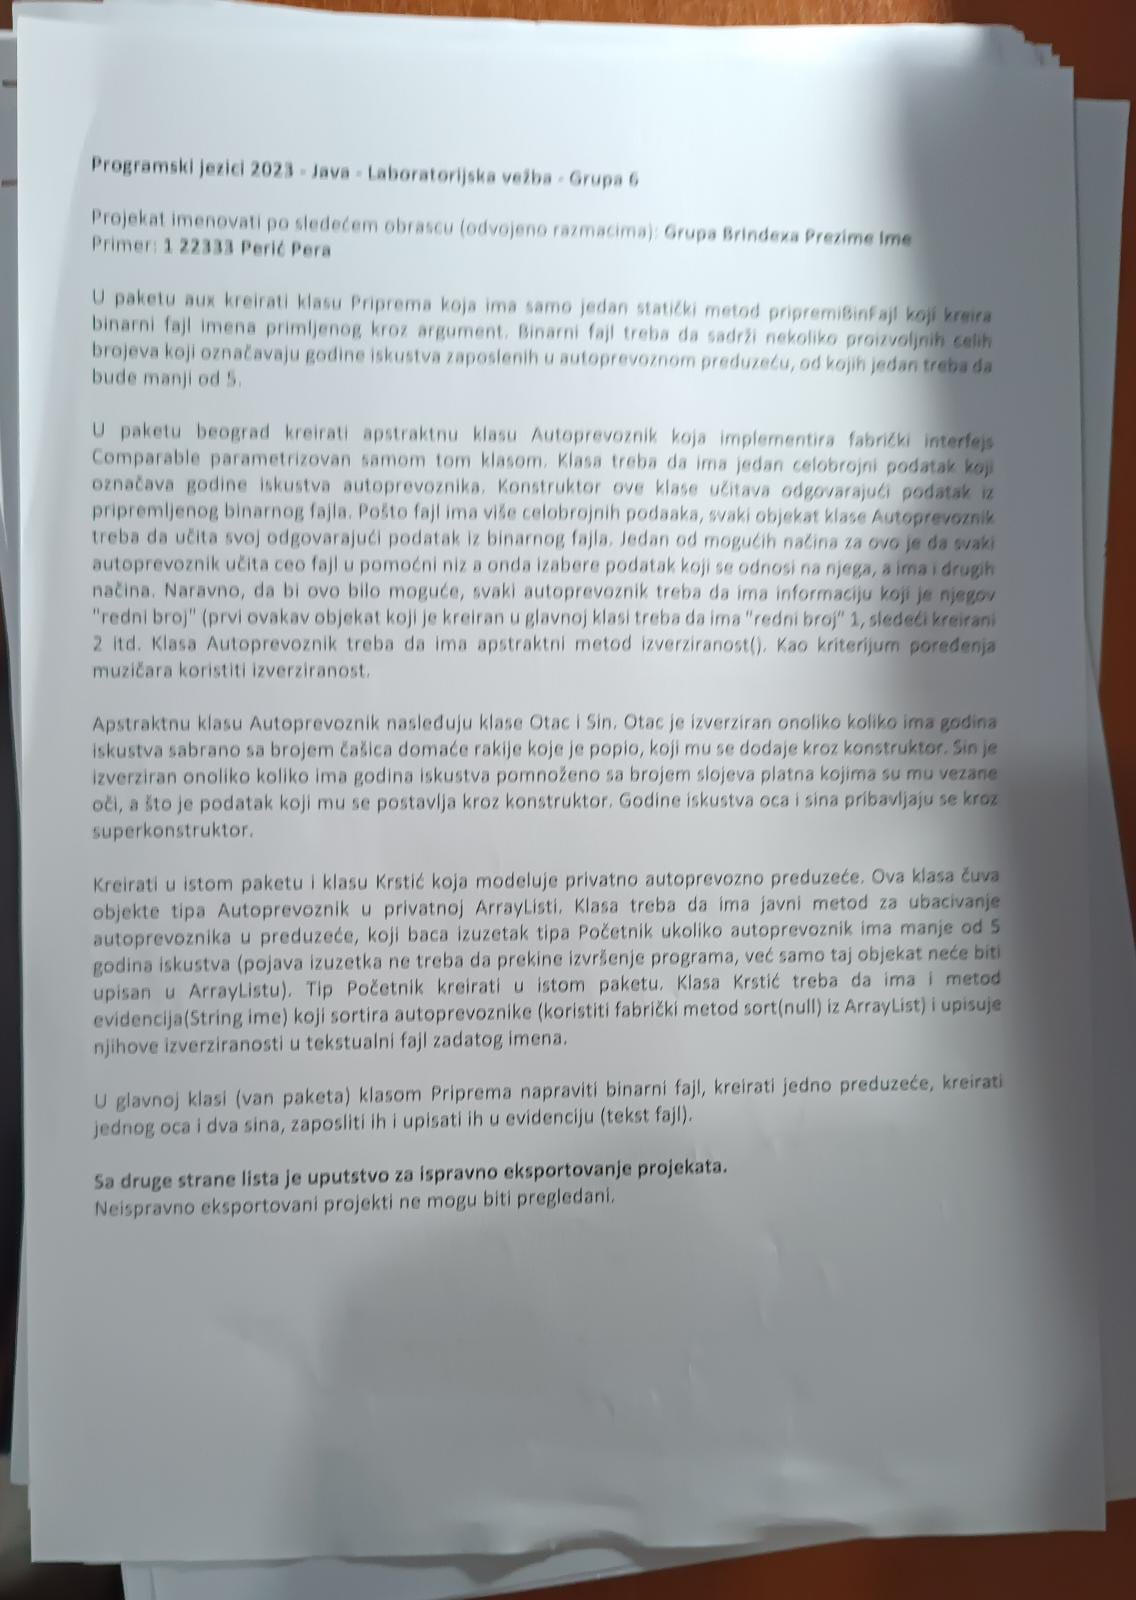 Programski jezici 2023 - Java - Laboratorijska vežba - Grupa 6
Projekat imenovati po sledećem obrascu (odvojeno razmacima): Grupa BrIndexa Prezime Ime
Primer: 1 22333 Perić Pera
U paketu aux kreirati klasu Priprema koja ima samo jedan statički metod pripremiBinFajl koji kreira
binarni fajl imena primljenog kroz argument. Binarni fajl treba da sadrži nekoliko proizvoljnih celih
brojeva koji označavaju godine iskustva zaposlenih u autoprevoznom preduzeću, od kojih jedan treba da
bude manji od 5.
U paketu beograd kreirati apstraktnu klasu Autoprevoznik koja implementira fabrički interfejs
Comparable parametrizovan samom tom klasom. Klasa treba da ima jedan celobrojni podatak koji
označava godine iskustva autoprevoznika. Konstruktor ove klase učitava odgovarajući podatak iz
pripremljenog binarnog fajla. Pošto fajl ima više celobrojnih podaaka, svaki objekat klase Autoprevoznik
treba da učita svoj odgovarajući podatak iz binarnog fajla. Jedan od mogućih načina za ovo je da svaki
autoprevoznik učita ceo fajl u pomoćni niz a onda izabere podatak koji se odnosi na njega, a ima i drugih
načina. Naravno, da bi ovo bilo moguće, svaki autoprevoznik treba da ima informaciju koji je njegov
"redni broj" (prvi ovakav objekat koji je kreiran u glavnoj klasi treba da ima "redni broj" 1, sledeći kreirani
2 itd. Klasa Autoprevoznik treba da ima apstraktni metod izverziranost(). Kao kriterijum poređenja
muzičara koristiti izverziranost.
Apstraktnu klasu Autoprevoznik nasleđuju klase Otac i Sin. Otac je izverziran onoliko koliko ima godina
iskustva sabrano sa brojem čašica domaće rakije koje je popio, koji mu se dodaje kroz konstruktor. Sin je
izverziran onoliko koliko ima godina iskustva pomnoženo sa brojem slojeva platna kojima su mu vezane
oči, a što je podatak koji mu se postavlja kroz konstruktor. Godine iskustva oca i sina pribavljaju se kroz
superkonstruktor.
Kreirati u istom paketu i klasu Krstić koja modeluje privatno autoprevozno preduzeće. Ova klasa čuva
objekte tipa Autoprevoznik u privatnoj ArrayListi. Klasa treba da ima javni metod za ubacivanje
autoprevoznika u preduzeće, koji baca izuzetak tipa Početnik ukoliko autoprevoznik ima manje od 5
godina iskustva (pojava izuzetka ne treba da prekine izvršenje programa, već samo taj objekat neće biti
upisan u ArrayListu). Tip Početnik kreirati u istom paketu. Klasa Krstić treba da ima i metod
evidencija(String ime) koji sortira autoprevoznike (koristiti fabrički metod sort(null) iz ArrayList) i upisuje
njihove izverziranosti u tekstualni fajl zadatog imena.
U glavnoj klasi (van paketa) klasom Priprema napraviti binarni fajl, kreirati jedno preduzeće, kreirati
jednog oca i dva sina, zaposliti ih i upisati ih u evidenciju (tekst fajl).
Sa druge strane lista je uputstvo za ispravno eksportovanje projekata.
Neispravno eksportovani projekti ne mogu biti pregledani.